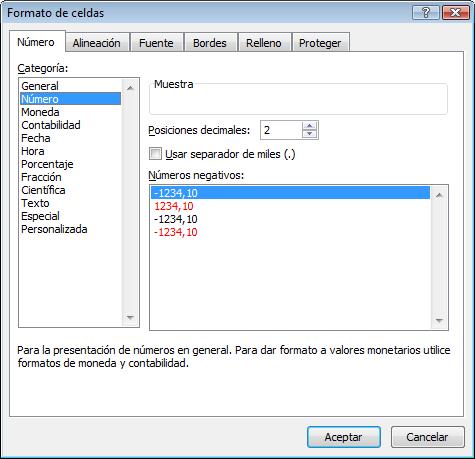 Formato de celdas
Número Alineación Fuente Bordes Relleno Proteger
Categoría:
General
Número
Moneda
Contabilidad
Fecha
Hora
Porcentaje
Fracción
Científica
Texto
Especial
Personalizada
Muestra
Posiciones decimales: 2
Usar separador de miles (.)
Números negativos:
-1234,10
1234,10
-1234,10
-1234,10
Para la presentación de números en general. Para dar formato a valores monetarios utilice
formatos de moneda y contabilidad.
Aceptar Cancelar